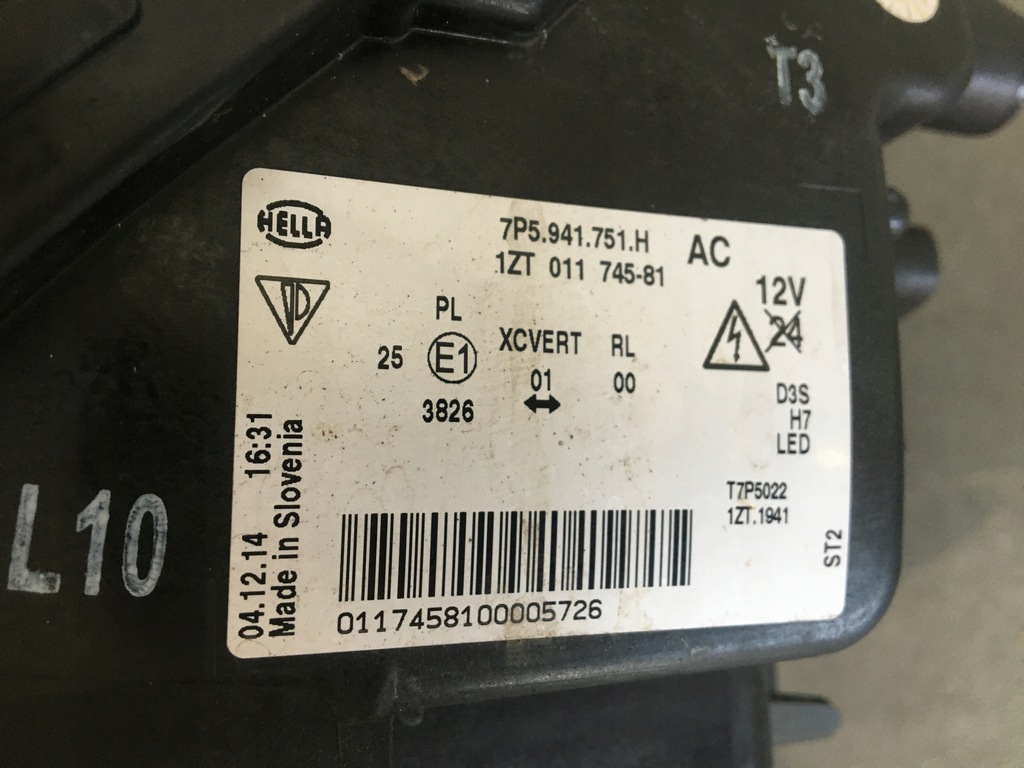 T3
HELLA
7P5.941.751.H
AC
1ZT 011 745-81
12V
24
PL
25
E1
XCVERT
RL
01
00
3826
D3S
H7
LED
T7P5022
1ZT.1941
ST2
04.12.14 16:31
Made in Slovenia
0117458100005726
L10